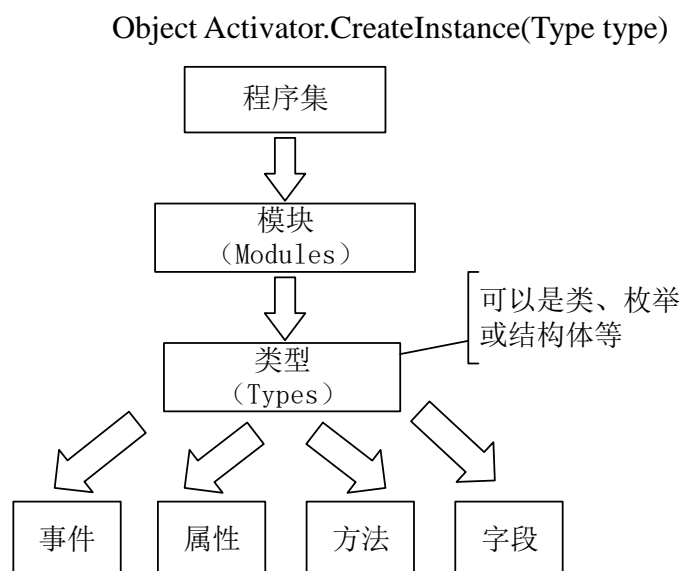 Object Activator.CreateInstance(Type type)
程序集
模块
（Modules）
可以是类、枚举
或结构体等
类型
（Types）
事件
属性
方法
字段